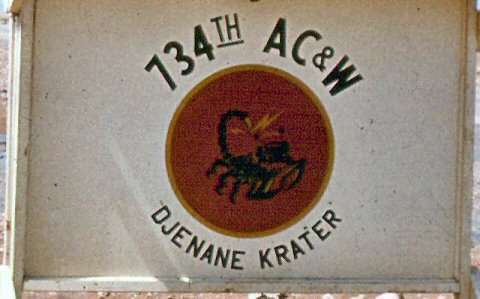 734TH AC&W
"DJENANE KRATER"